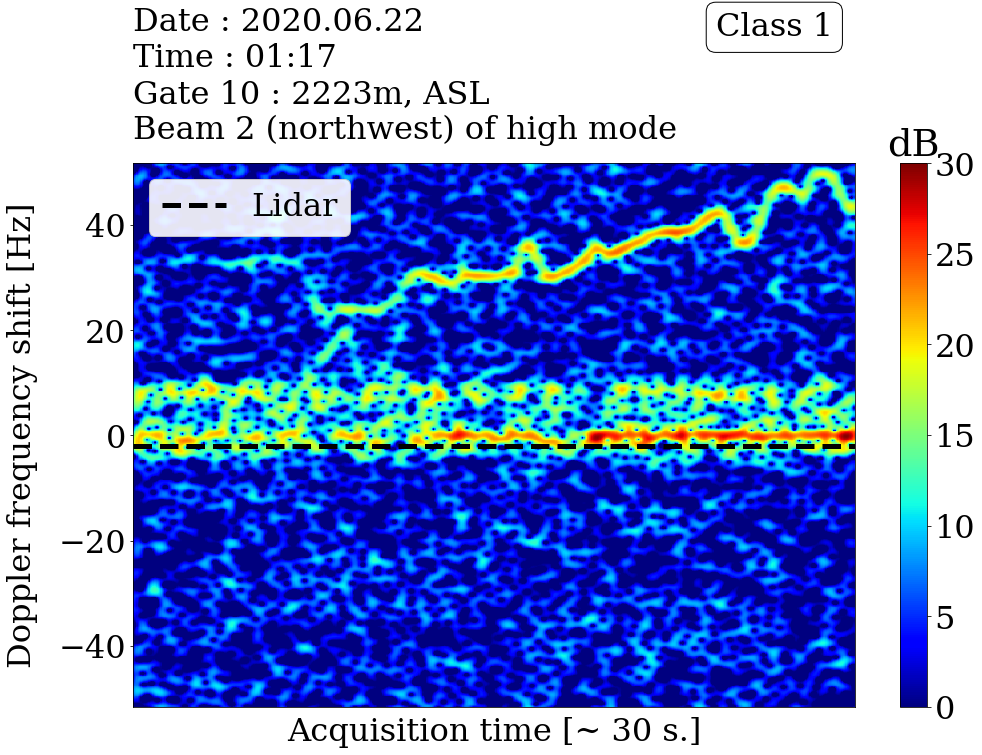 Date : 2020.06.22
Time : 01:17
Gate 10 : 2223m, ASL
Beam 2 (northwest) of high mode
Class 1
dB
Lidar
Doppler frequency shift [Hz]
40
20
0
−20
−40
Acquisition time [~ 30 s.]
30
25
20
15
10
5
0